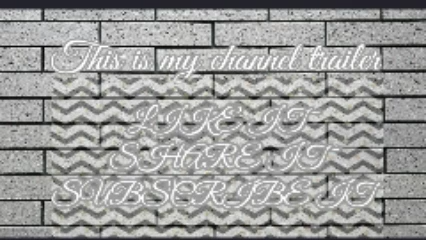 This is my channel trailer
LIKE IT
SHARE IT
SUBSCRIBE IT